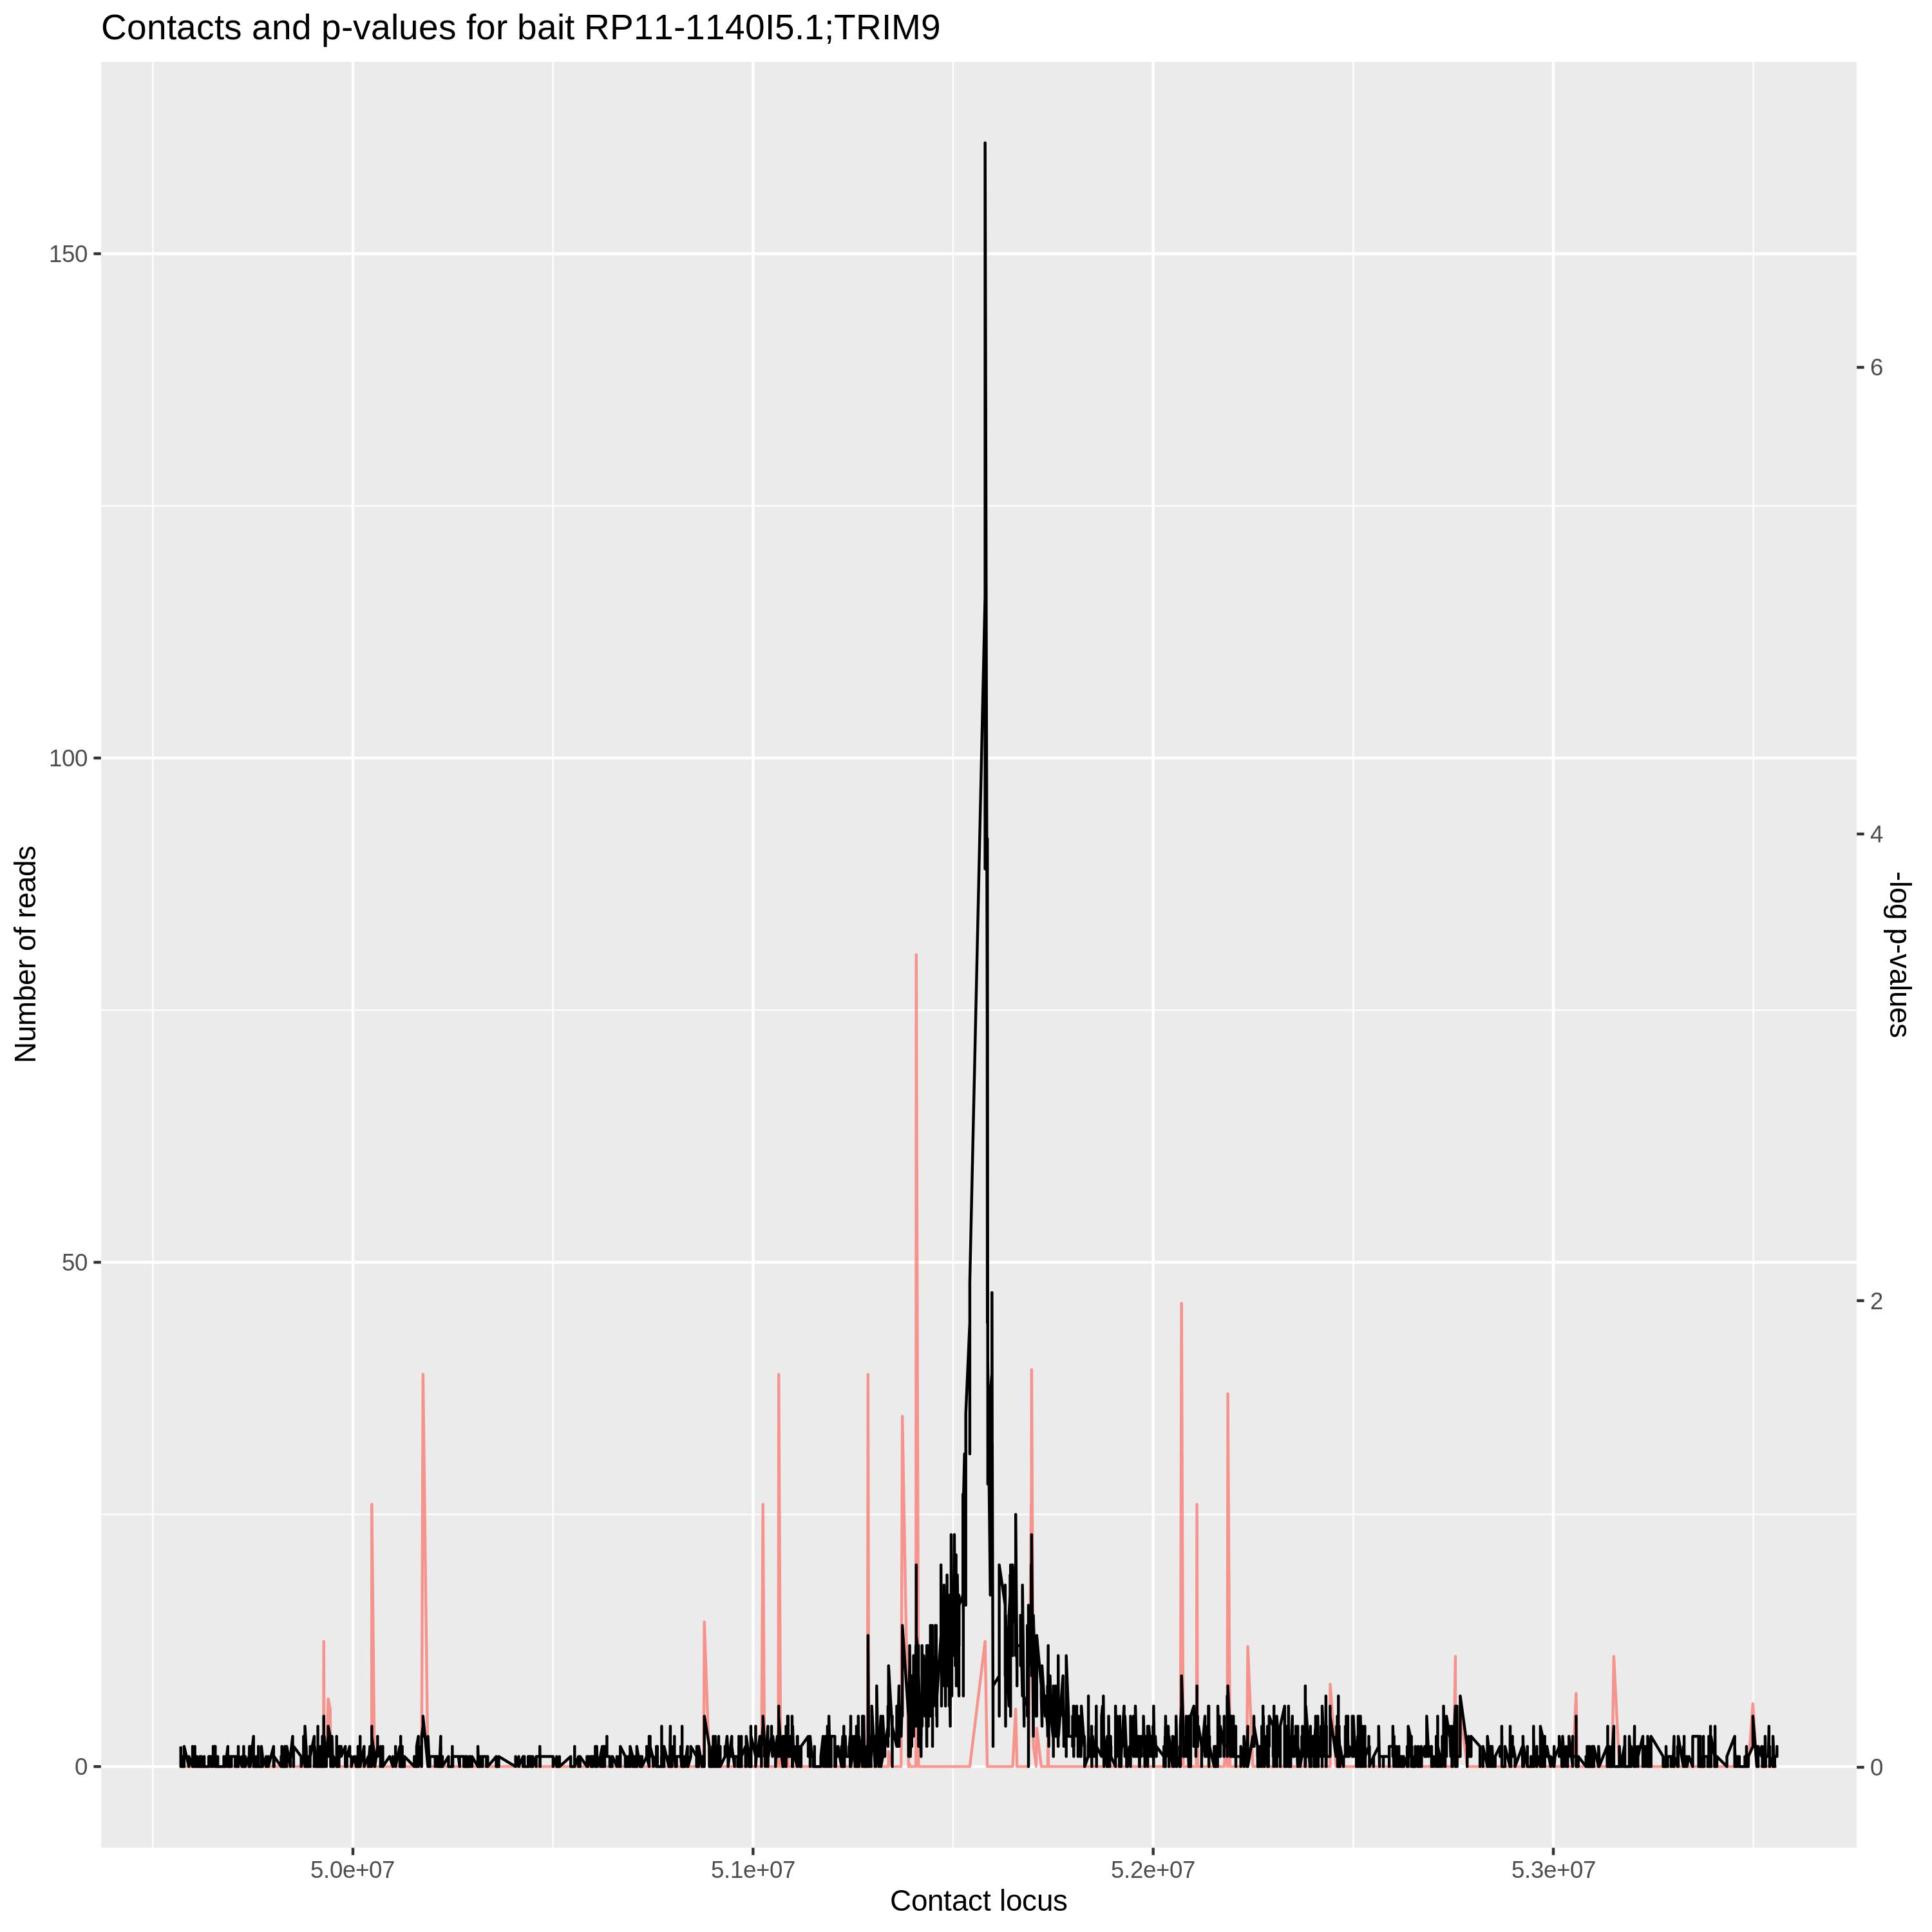 Contacts and p-values for bait RP11-1140I5.1;TRIM9
150
100
50
0
Number of reads
6
4
2
0
-log p-values
5.0e+07
5.1e+07
5.2e+07
5.3e+07
Contact locus